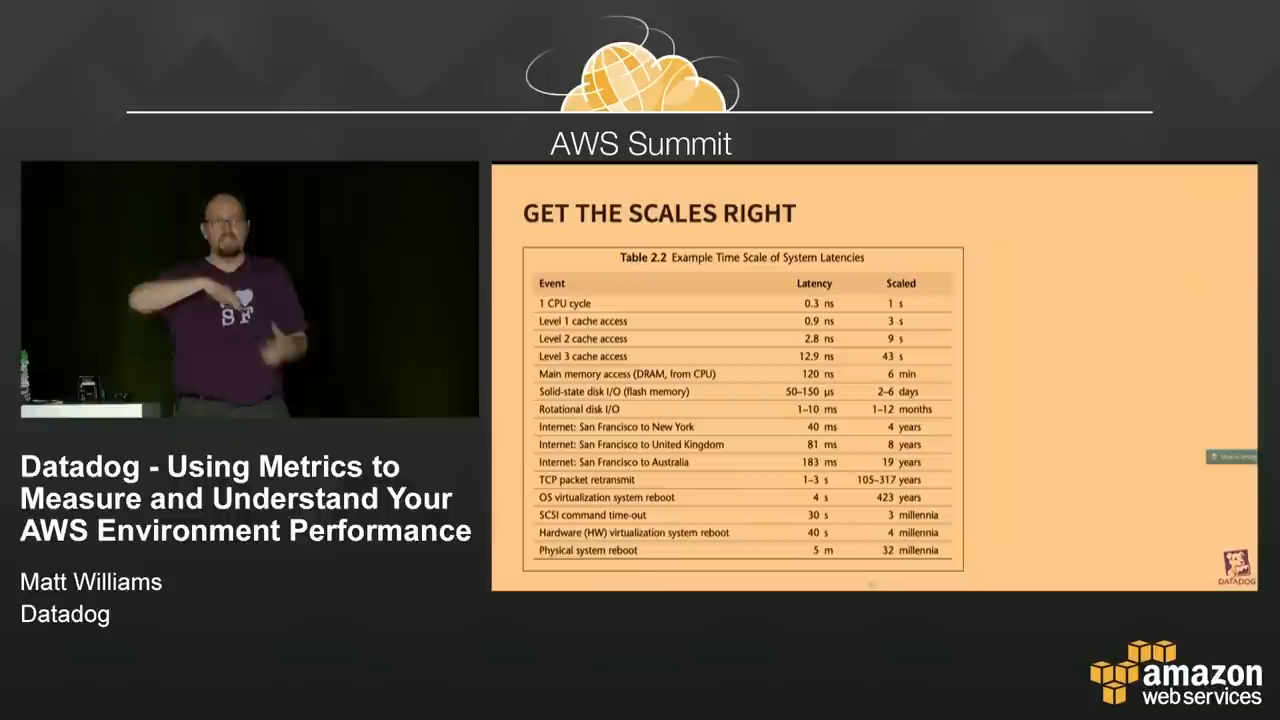 AWS Summit
GET THE SCALES RIGHT
Table 2.2 Example Time Scale of System Latencies
Event Latency Scaled
1 CPU cycle 0.3 ns 1 s
Level 1 cache access 0.9 ns 3 s
Level 2 cache access 2.8 ns 9 s
Level 3 cache access 12.9 ns 43 s
Main memory access (DRAM, from CPU) 120 ns 6 min
Solid-state disk I/O (flash memory) 50–150 μs 2–6 days
Rotational disk I/O 1–10 ms 1–12 months
Internet: San Francisco to New York 40 ms 4 years
Internet: San Francisco to United Kingdom 81 ms 8 years
Internet: San Francisco to Australia 183 ms 19 years
TCP packet retransmit 1–3 s 105–317 years
OS virtualization system reboot 4 s 423 years
SCSI command time-out 30 s 3 millennia
Hardware (HW) virtualization system reboot 40 s 4 millennia
Physical system reboot 5 m 32 millennia
DATADOG
S F
Datadog - Using Metrics to
Measure and Understand Your
AWS Environment Performance
Matt Williams
Datadog
amazon
web services